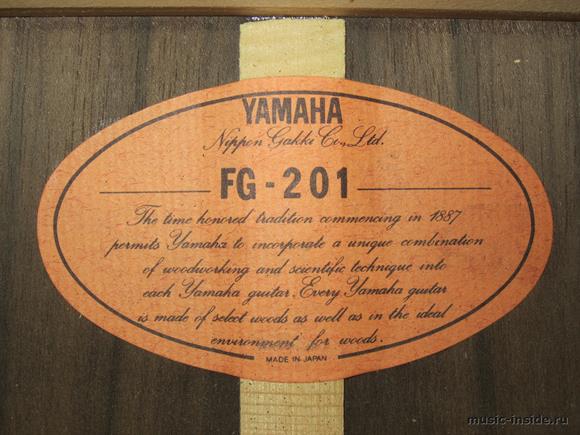 YAMAHA
Nippon Gakki Co., Ltd.
FG-201
The time honored tradition commencing in 1887
permits Yamaha to incorporate a unique combination
of woodworking and scientific technique into
each Yamaha guitar. Every Yamaha guitar
is made of select woods as well as in the ideal
environment for woods.
MADE IN JAPAN
music-inside.ru